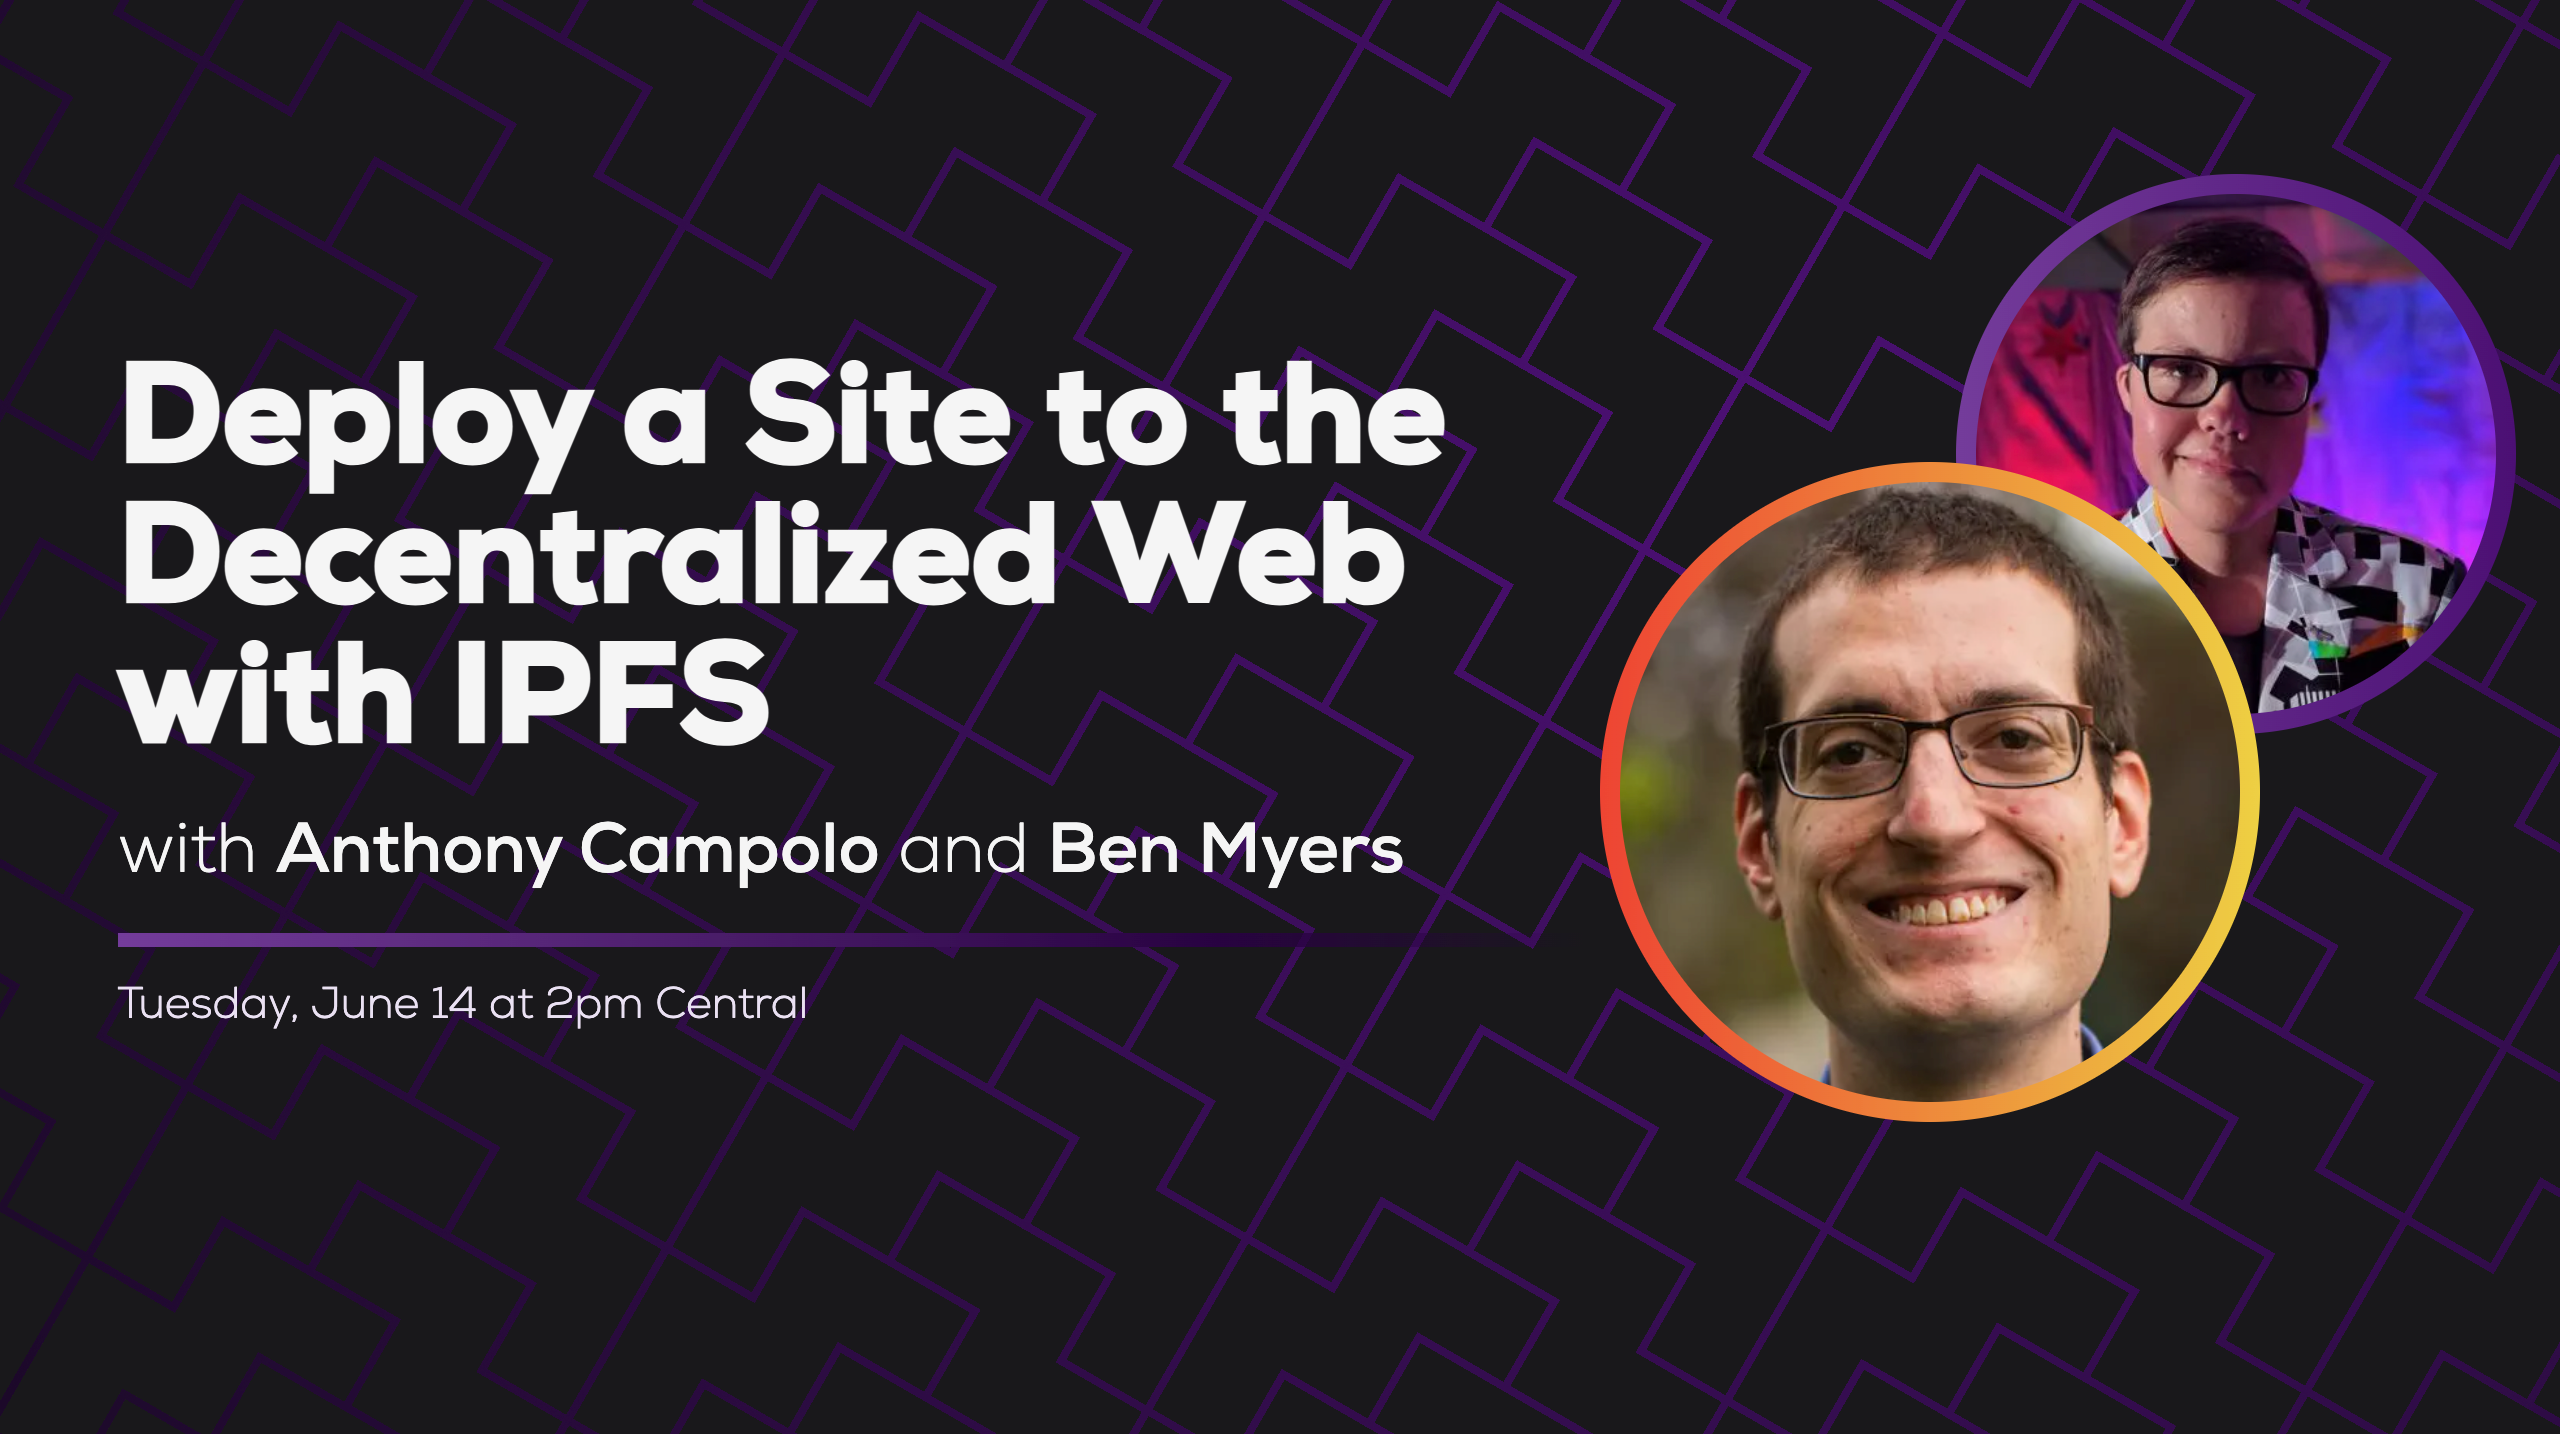 Deploy a Site to the
Decentralized Web
with IPFS
with Anthony Campolo and Ben Myers
Tuesday, June 14 at 2pm Central